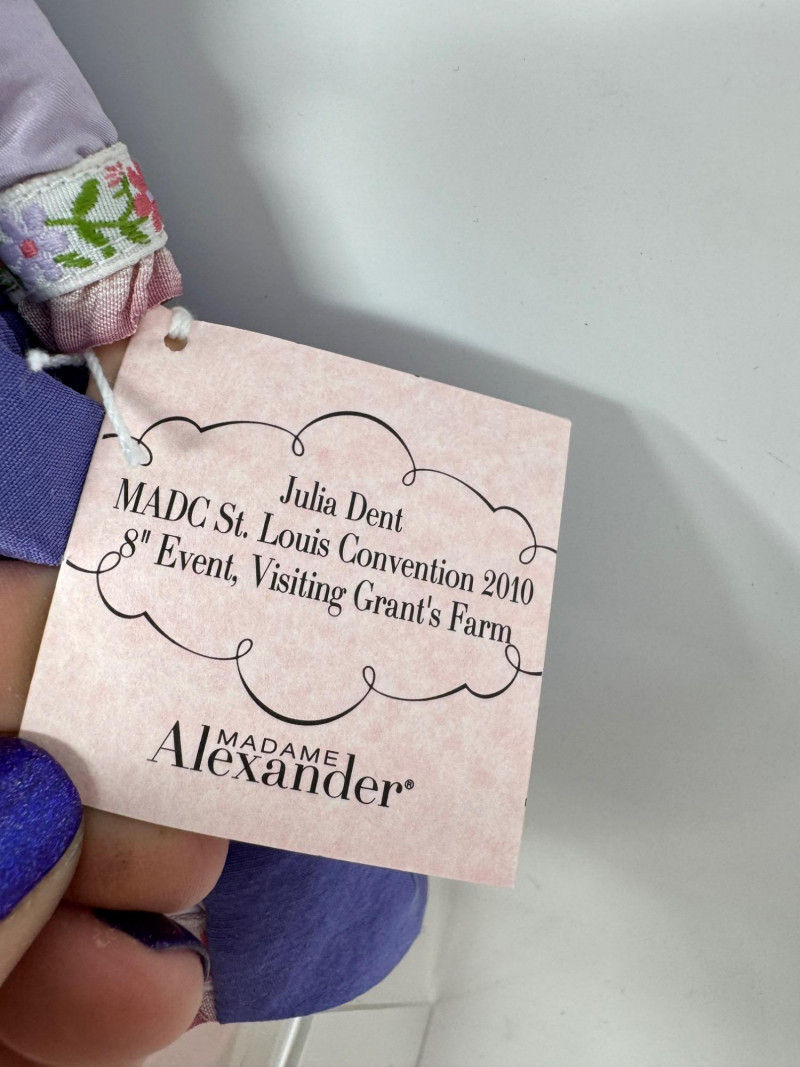 Julia Dent
MADC St. Louis Convention 2010
8" Event, Visiting Grant's Farm
MADAME
Alexander®